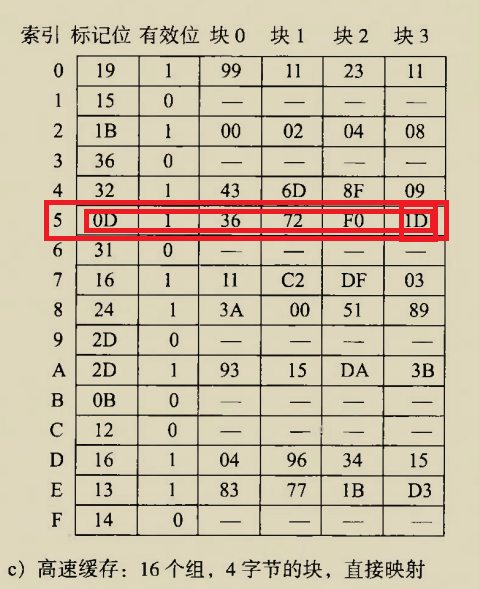 索引 标记位 有效位 块0 块1 块2 块3
0 19 1 99 11 23 11
1 15 0 — — — —
2 1B 1 00 02 04 08
3 36 0 — — — —
4 32 1 43 6D 8F 09
5 0D 1 36 72 F0 1D
6 31 0 — — — —
7 16 1 11 C2 DF 03
8 24 1 3A 00 51 89
9 2D 0 — — — —
A 2D 1 93 15 DA 3B
B 0B 0 — — — —
C 12 0 — — — —
D 16 1 04 96 34 15
E 13 1 83 77 1B D3
F 14 0 — — — —
c）高速缓存：16个组，4字节的块，直接映射